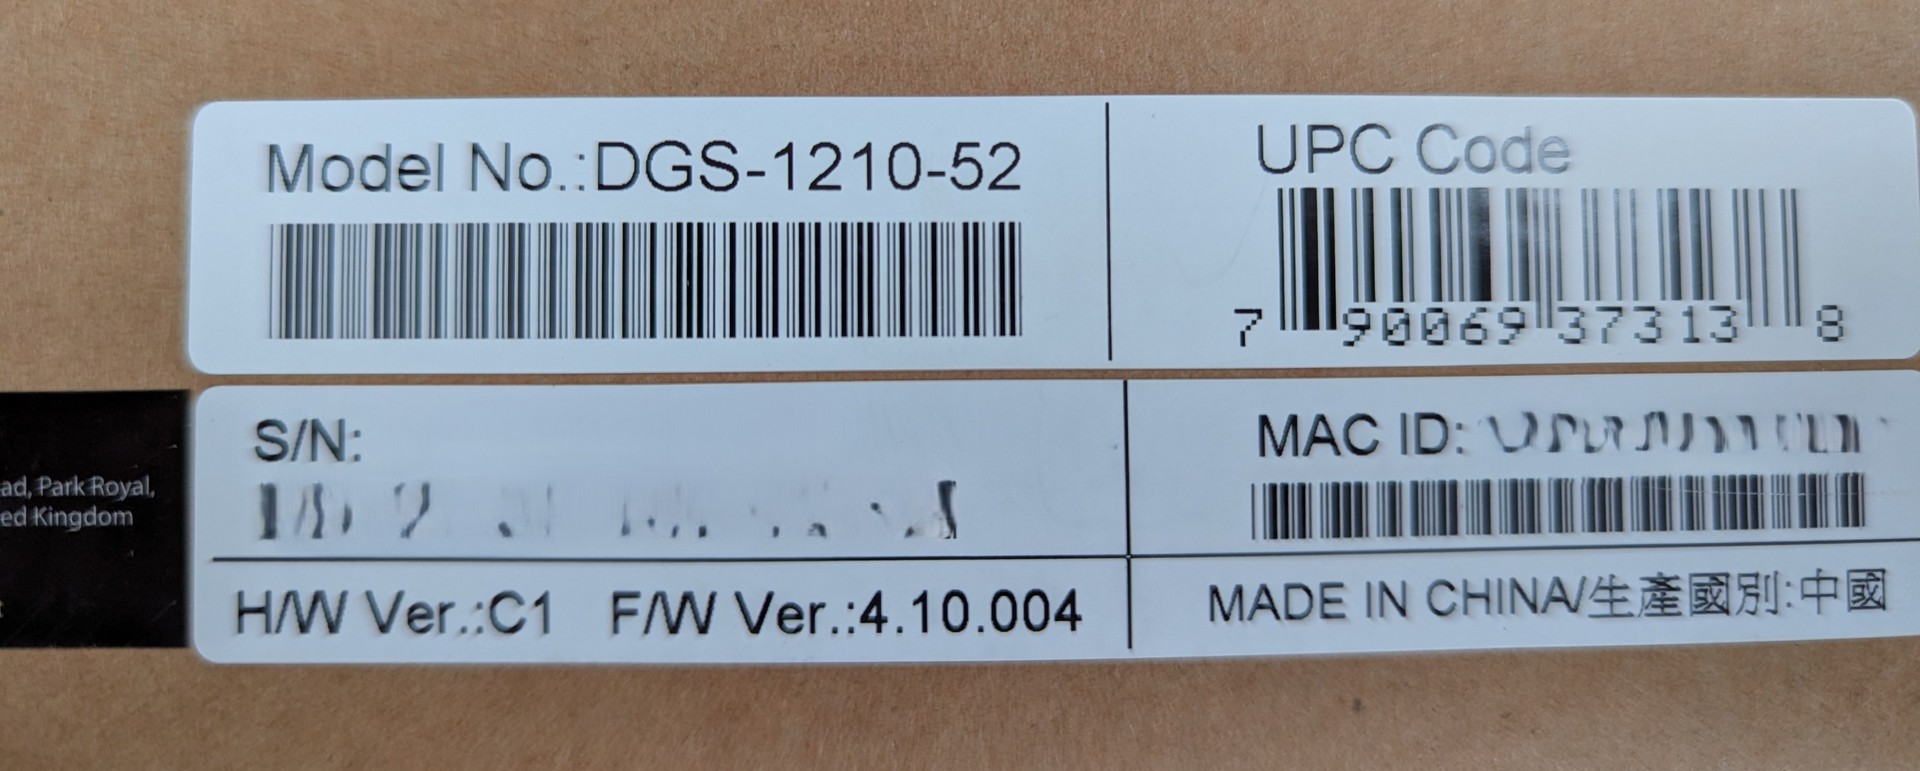 Model No.:DGS-1210-52
UPC Code
7 90069 37313 8
S/N:
MAC ID:
H/W Ver.:C1 F/W Ver.:4.10.004
MADE IN CHINA/生產國別:中國
ad, Park Royal,
ed Kingdom